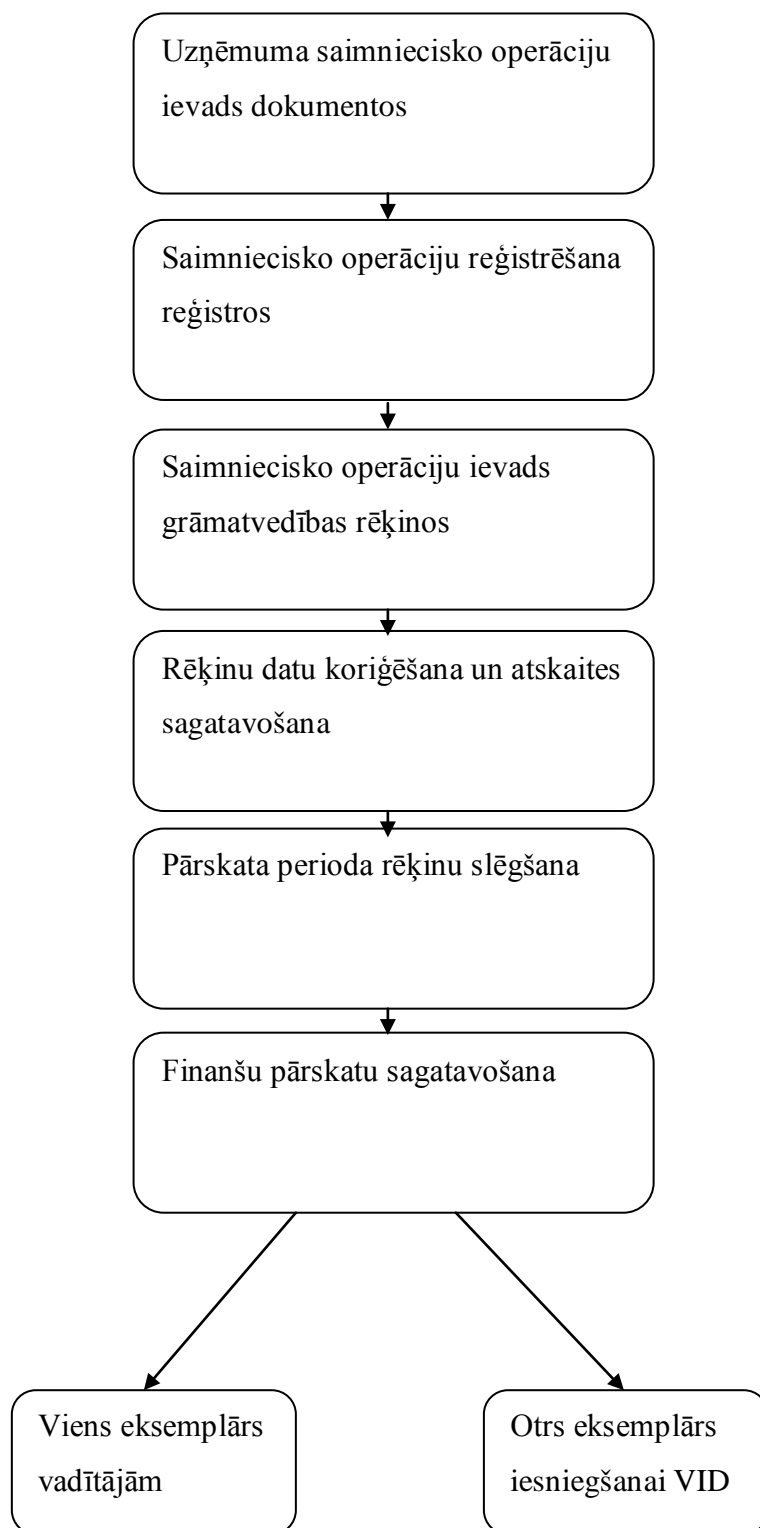 Uzņēmuma saimniecisko operāciju
ievads dokumentos
Saimniecisko operāciju reģistrēšana
reģistros
Saimniecisko operāciju ievads
grāmatvedības rēķinos
Rēķinu datu koriģēšana un atskaites
sagatavošana
Pārskata perioda rēķinu slēgšana
Finanšu pārskatu sagatavošana
Viens eksemplārs
vadītājām
Otrs eksemplārs
iesniegšanai VID